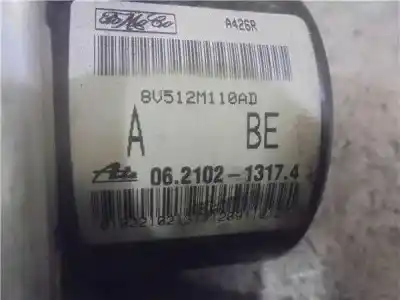 FoMoCo A426R
8V512M110AD
A BE
Ate 06.2102-1317.4